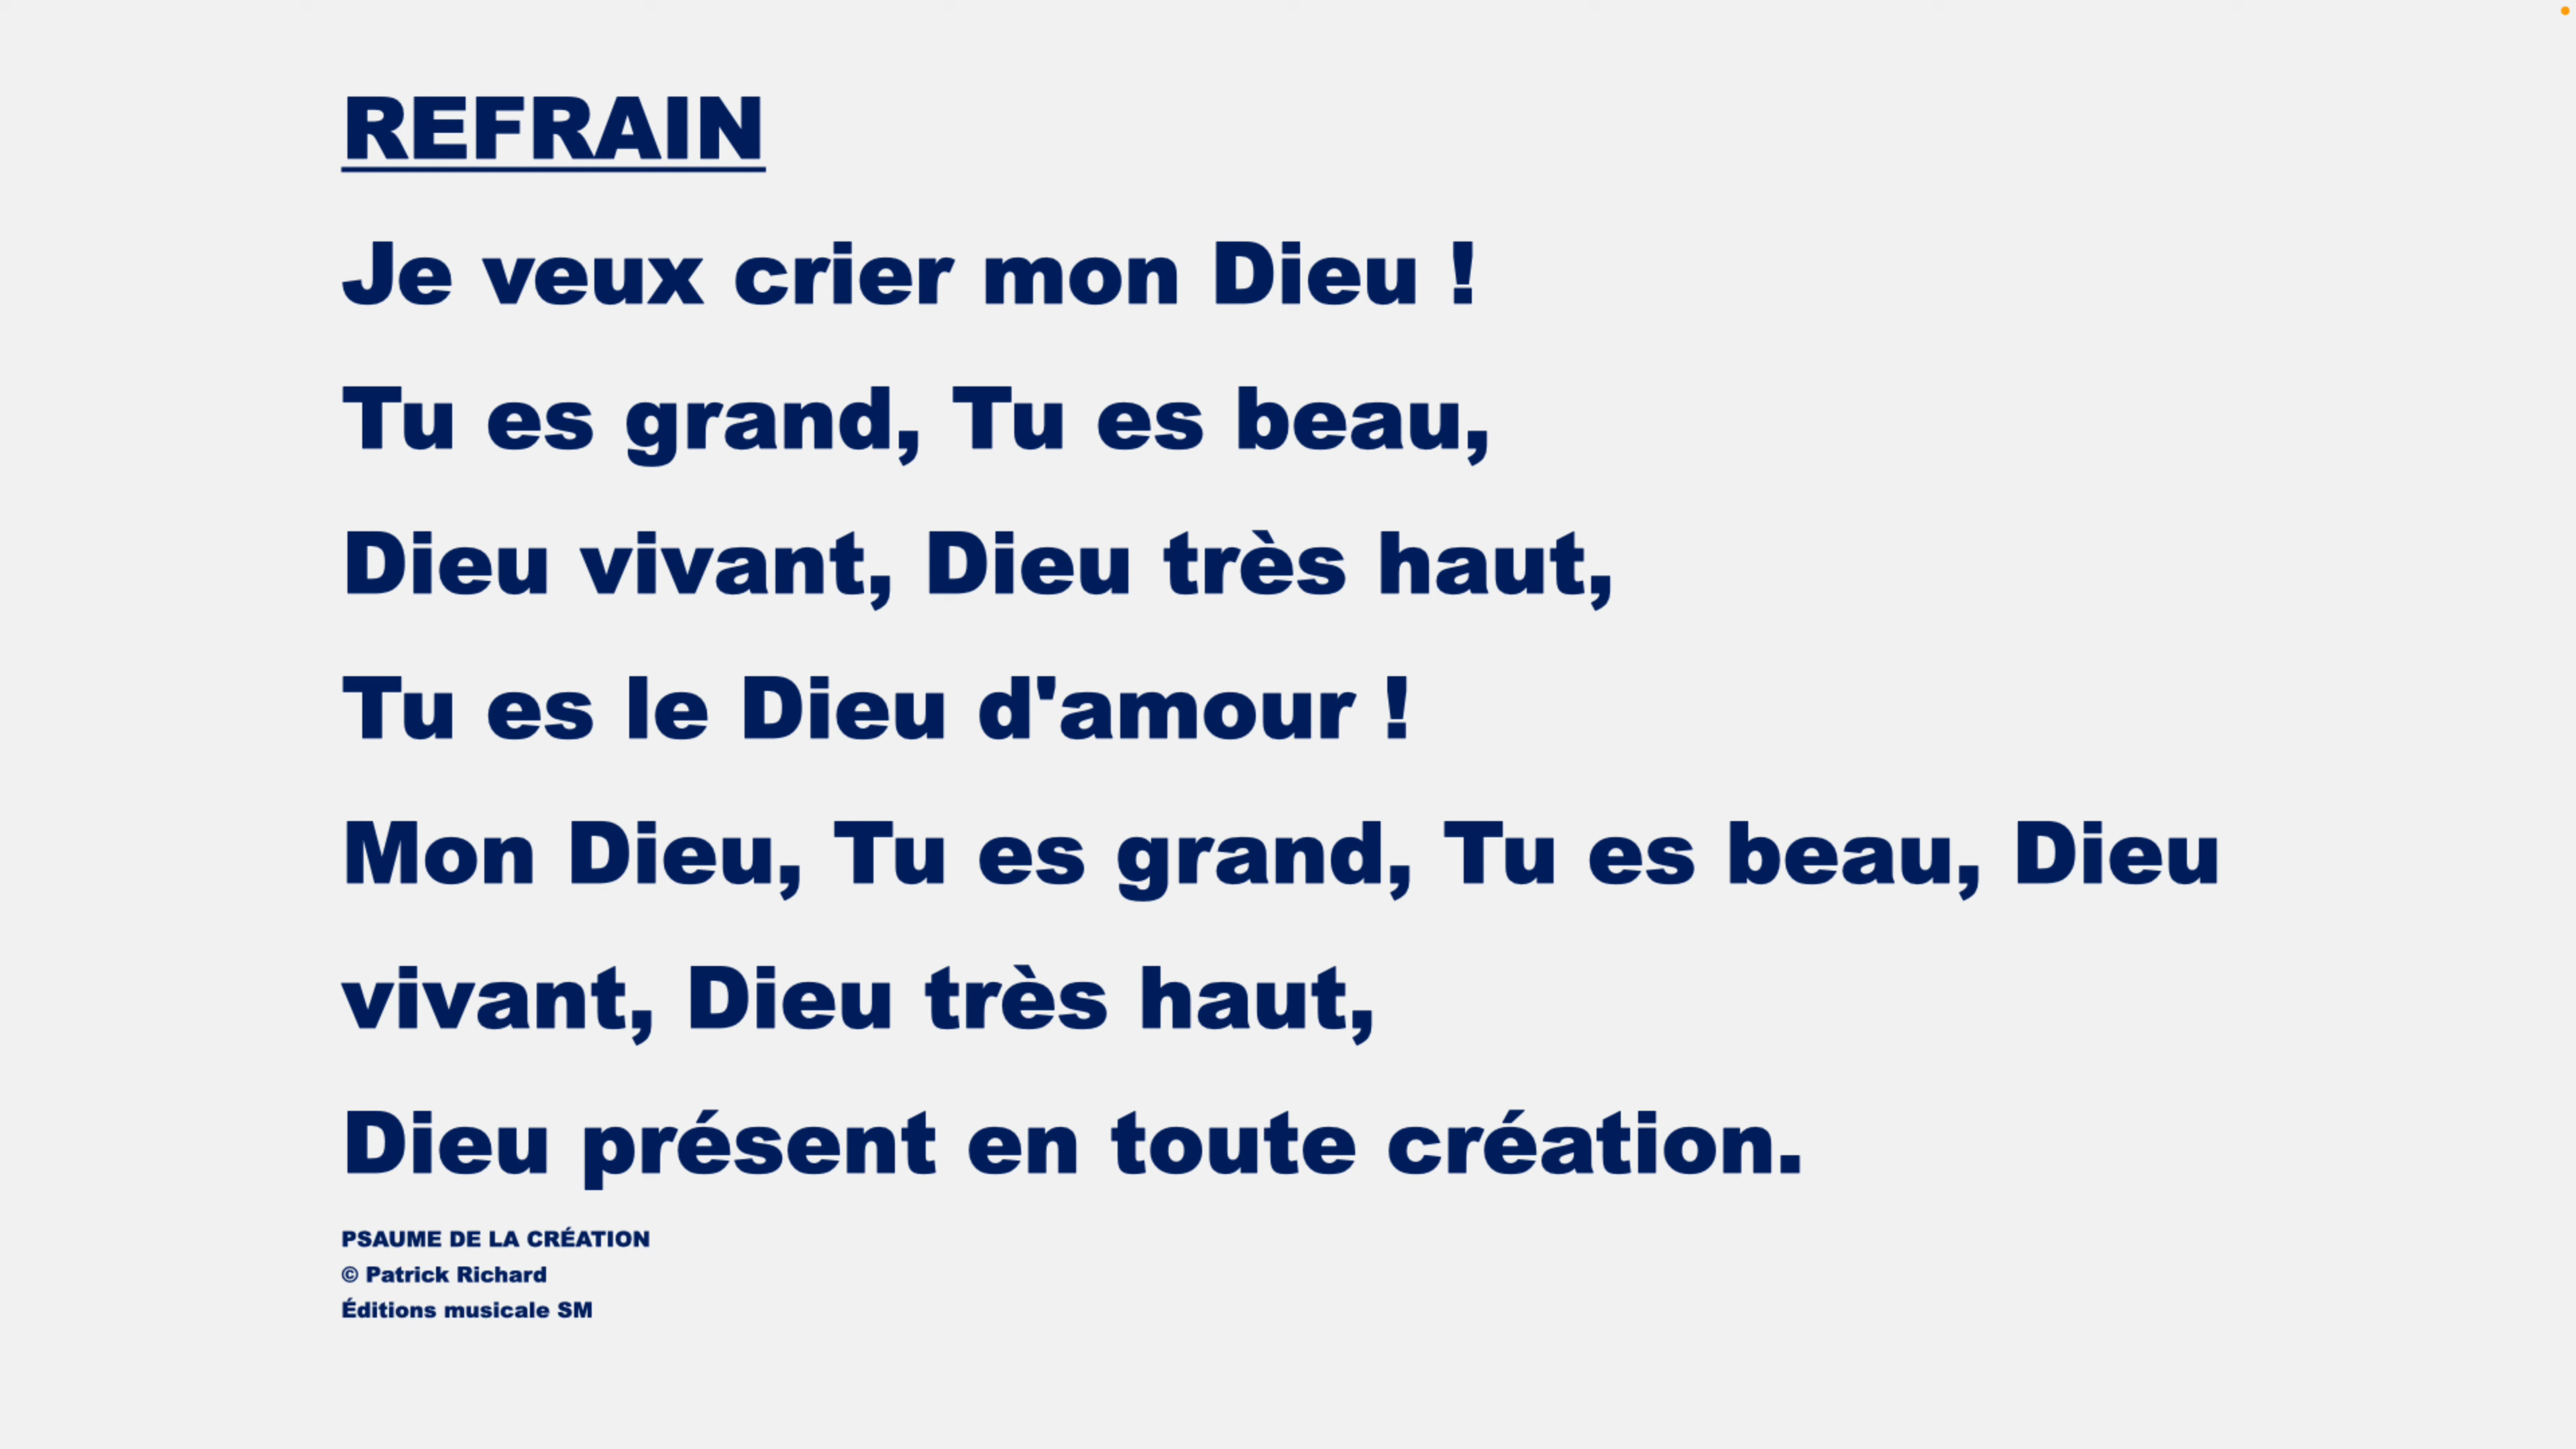 REFRAIN
Je veux crier mon Dieu !
Tu es grand, Tu es beau,
Dieu vivant, Dieu très haut,
Tu es le Dieu d'amour !
Mon Dieu, Tu es grand, Tu es beau, Dieu
vivant, Dieu très haut,
Dieu présent en toute création.
PSAUME DE LA CRÉATION
© Patrick Richard
Éditions musicale SM